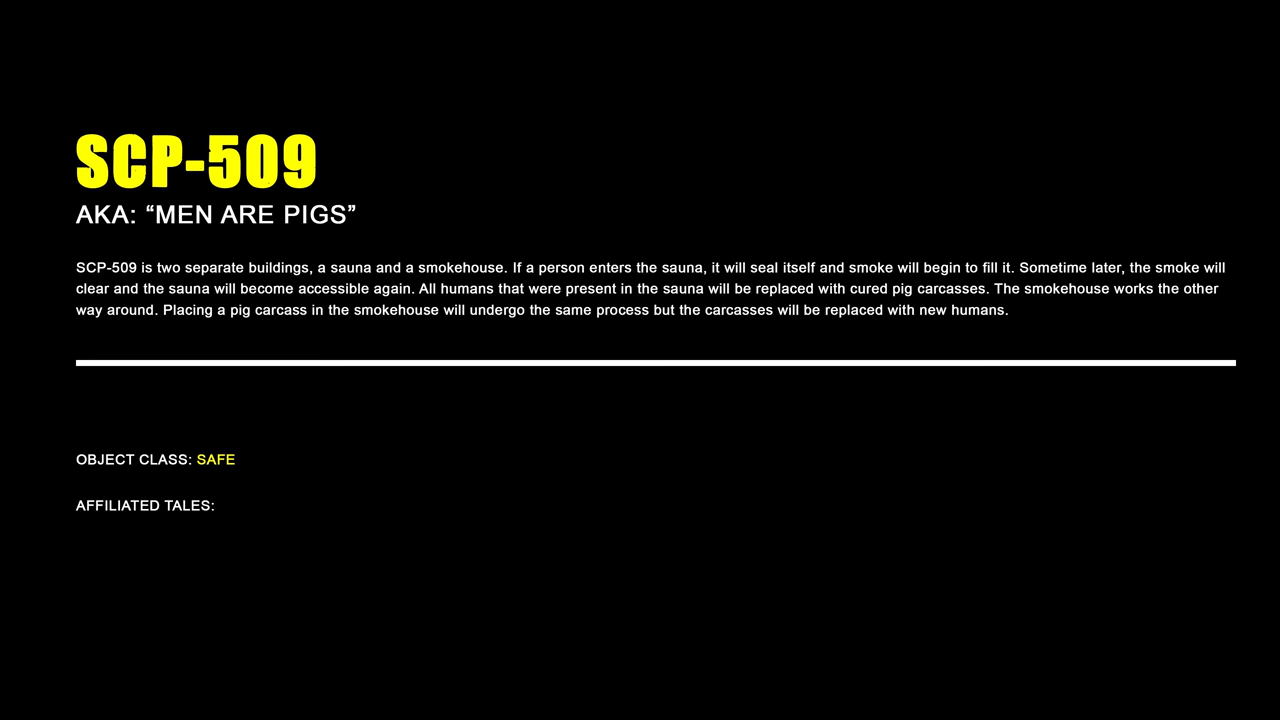 SCP-509
AKA: “MEN ARE PIGS”
SCP-509 is two separate buildings, a sauna and a smokehouse. If a person enters the sauna, it will seal itself and smoke will begin to fill it. Sometime later, the smoke will
clear and the sauna will become accessible again. All humans that were present in the sauna will be replaced with cured pig carcasses. The smokehouse works the other
way around. Placing a pig carcass in the smokehouse will undergo the same process but the carcasses will be replaced with new humans.
OBJECT CLASS: SAFE
AFFILIATED TALES: